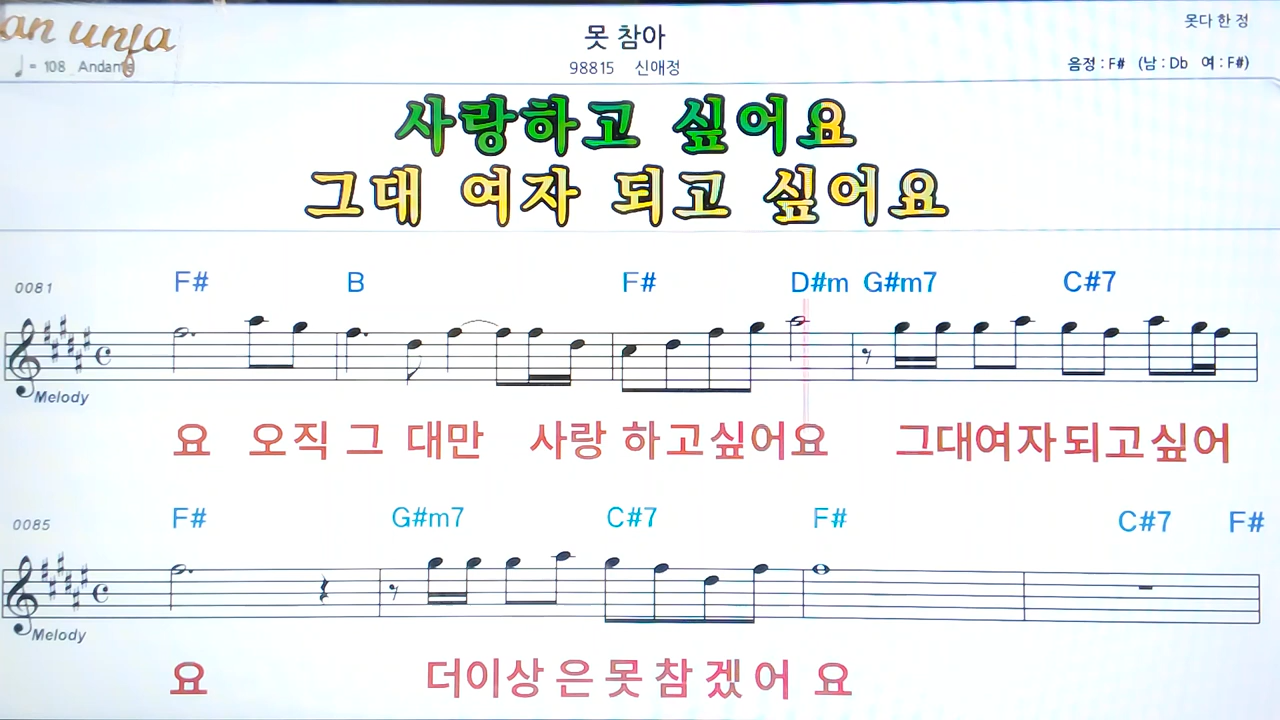 an unfa
못 참아
못다 한 정
♩= 108 Andante
98815 신애정
음정 : F# (남 : Db 여 : F#)
사랑하고 싶어요
그대 여자 되고 싶어요
0081 F# B F# D#m G#m7 C#7
Melody
요 오직 그 대만 사랑 하고싶어요 그대여자되고싶어
0085 F# G#m7 C#7 F# C#7 F#
Melody
요 더이상은못참겠어요